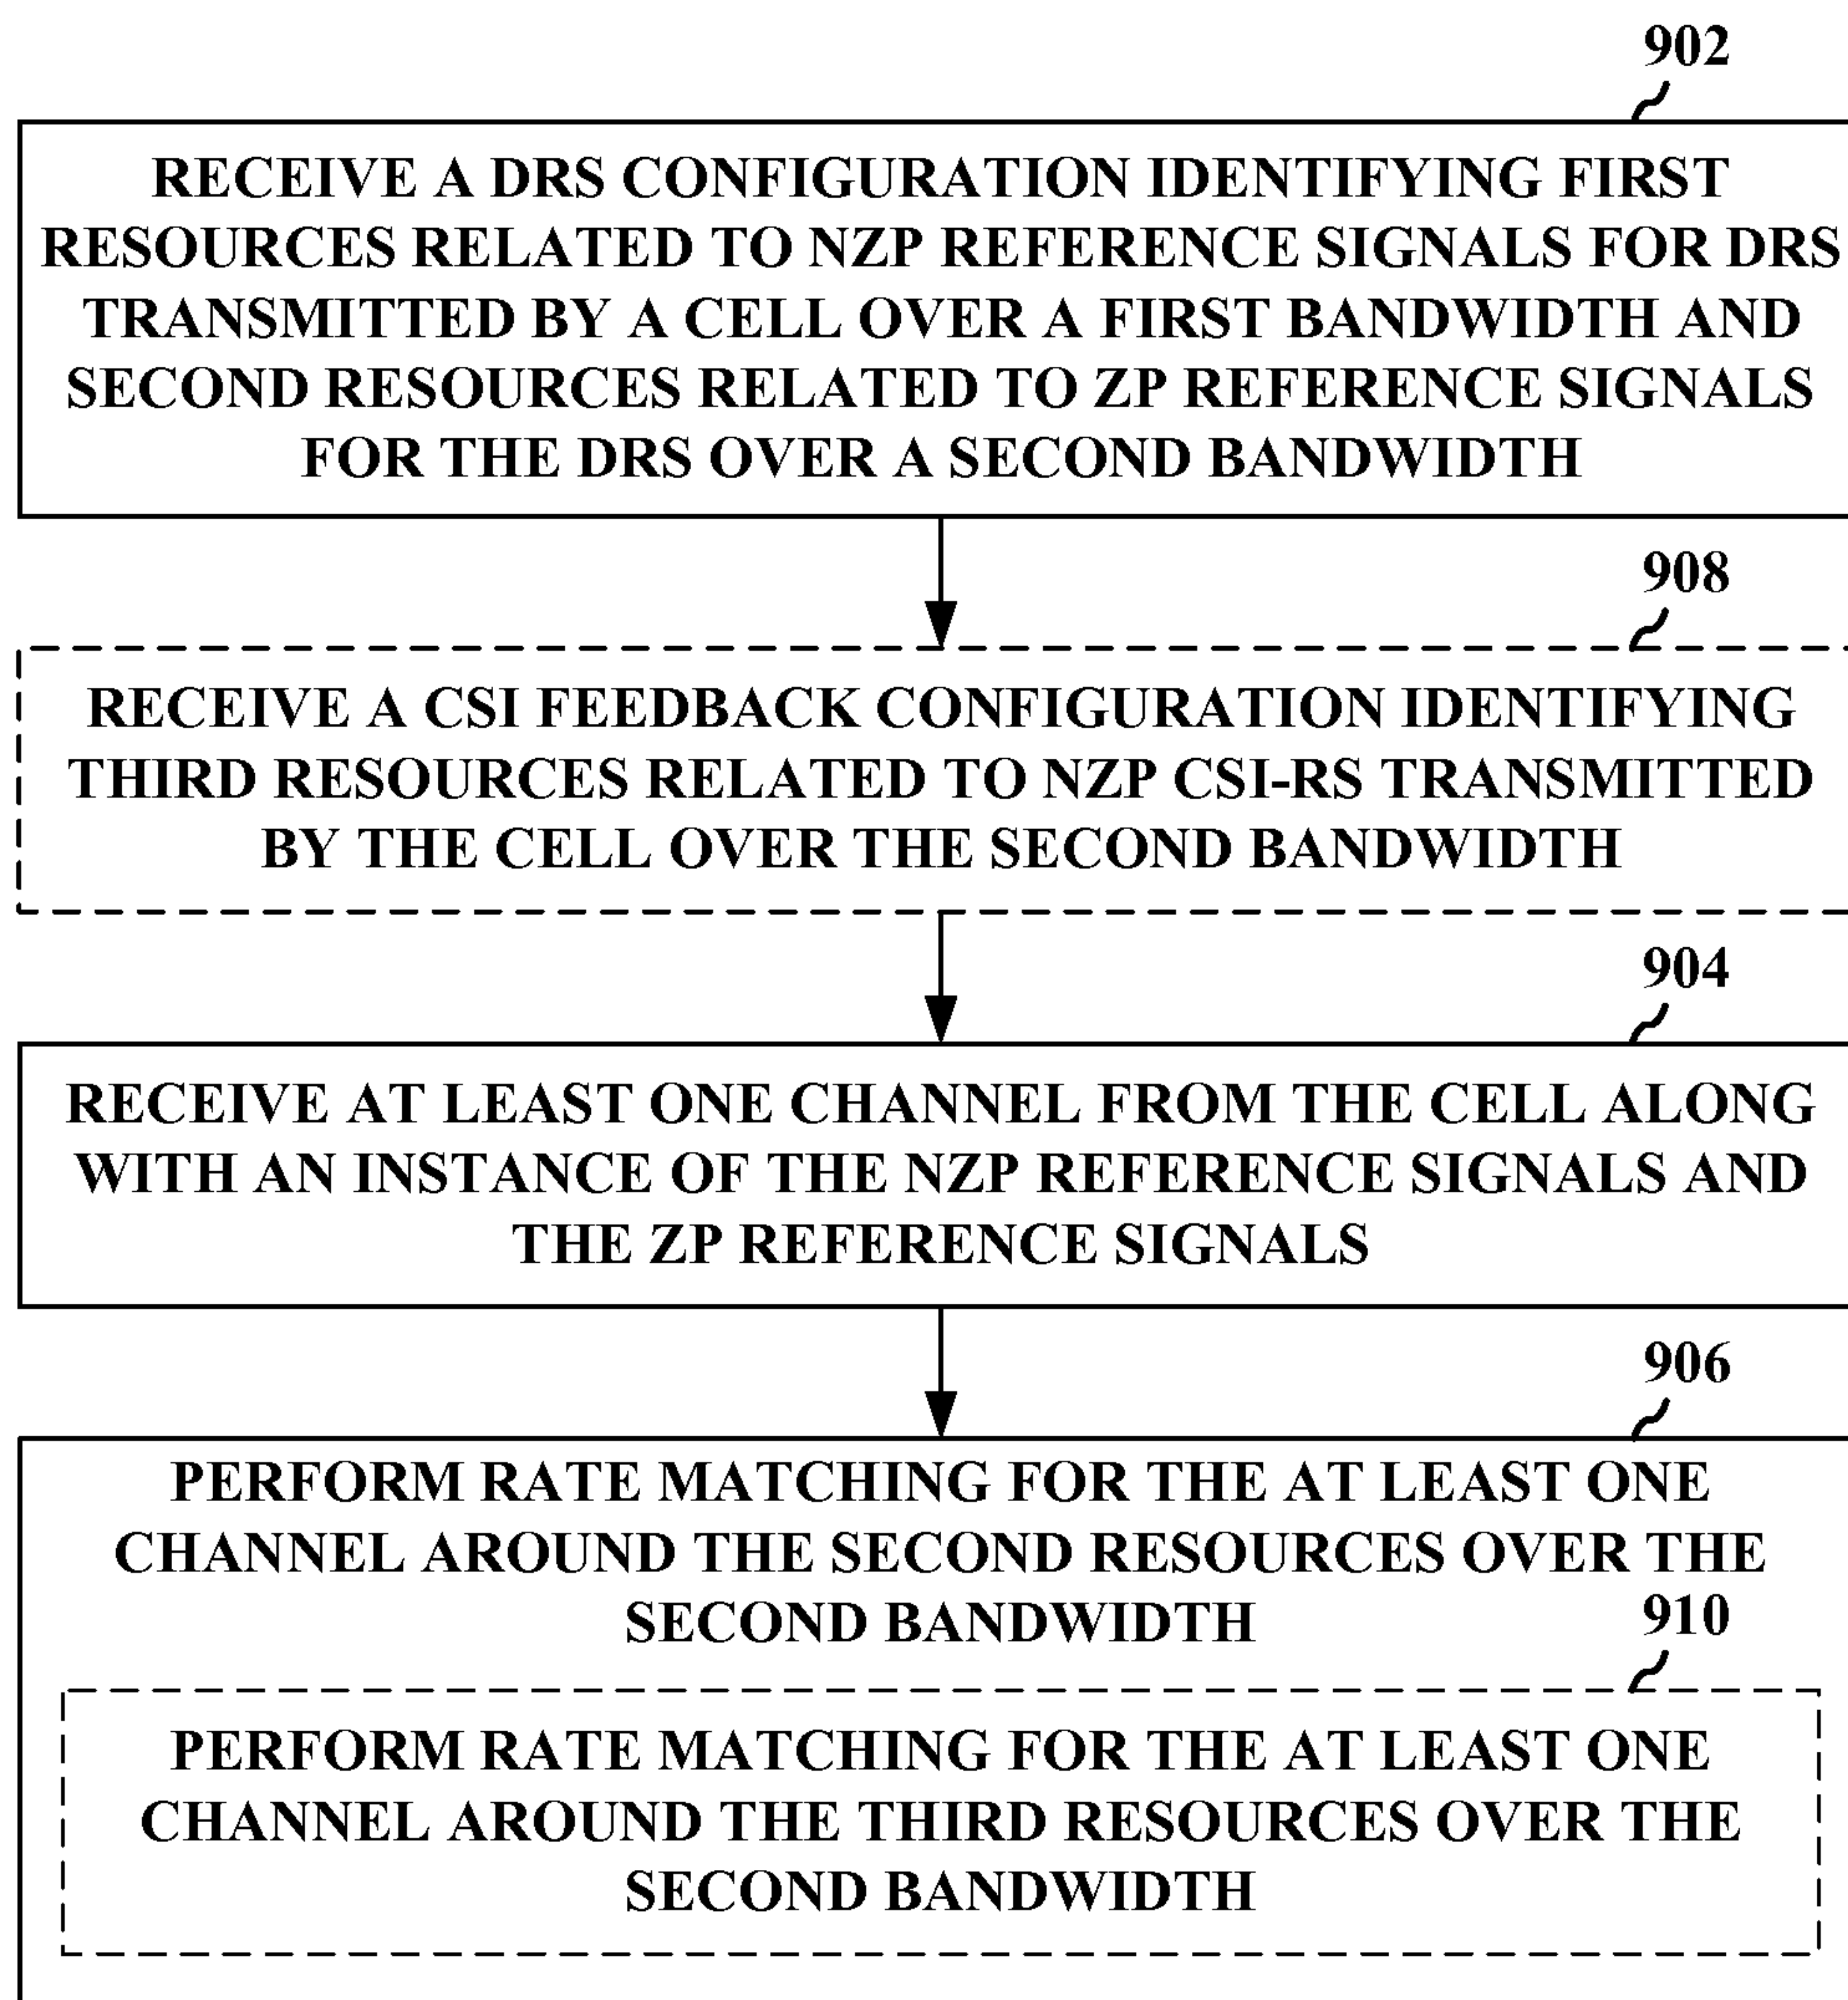 902
RECEIVE A DRS CONFIGURATION IDENTIFYING FIRST
RESOURCES RELATED TO NZP REFERENCE SIGNALS FOR DRS
TRANSMITTED BY A CELL OVER A FIRST BANDWIDTH AND
SECOND RESOURCES RELATED TO ZP REFERENCE SIGNALS
FOR THE DRS OVER A SECOND BANDWIDTH
908
RECEIVE A CSI FEEDBACK CONFIGURATION IDENTIFYING
THIRD RESOURCES RELATED TO NZP CSI-RS TRANSMITTED
BY THE CELL OVER THE SECOND BANDWIDTH
904
RECEIVE AT LEAST ONE CHANNEL FROM THE CELL ALONG
WITH AN INSTANCE OF THE NZP REFERENCE SIGNALS AND
THE ZP REFERENCE SIGNALS
906
PERFORM RATE MATCHING FOR THE AT LEAST ONE
CHANNEL AROUND THE SECOND RESOURCES OVER THE
SECOND BANDWIDTH
910
PERFORM RATE MATCHING FOR THE AT LEAST ONE
CHANNEL AROUND THE THIRD RESOURCES OVER THE
SECOND BANDWIDTH